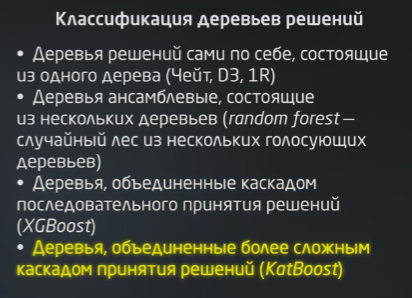 Классификация деревьев решений
• Деревья решений сами по себе, состоящие
из одного дерева (Чейт, D3, 1R)
• Деревья ансамблевые, состоящие
из нескольких деревьев (random forest —
случайный лес из нескольких голосующих
деревьев)
• Деревья, объединенные каскадом
последовательного принятия решений
(XGBoost)
• Деревья, объединенные более сложным
каскадом принятия решений (KatBoost)